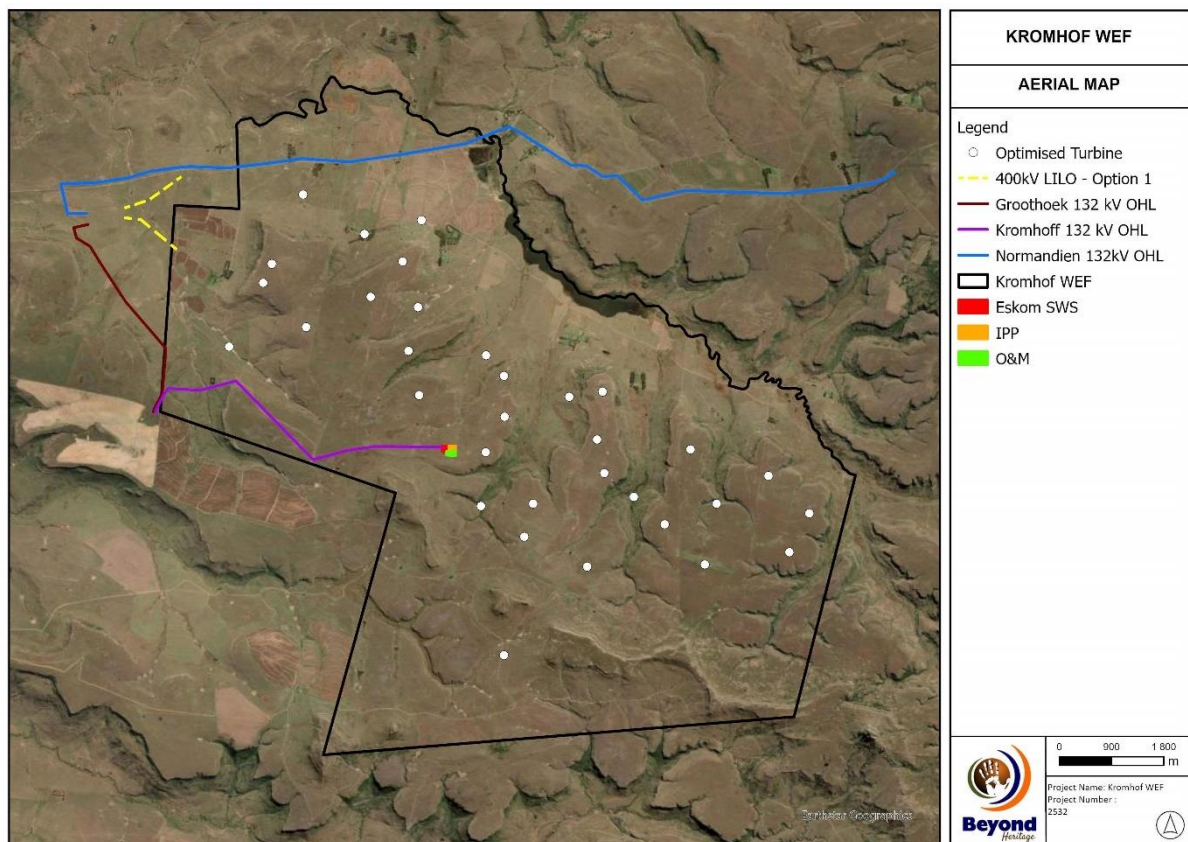 KROMHOF WEF
AERIAL MAP
Legend
Optimised Turbine
400kV LILO - Option 1
Groothoek 132 kV OHL
Kromhoff 132 kV OHL
Normandien 132kV OHL
Kromhof WEF
Eskom SWS
IPP
O&M
Earthstar Geographics
Beyond
Heritage
0 900 1 800
m
Project Name: Kromhof WEF
Project Number :
2532